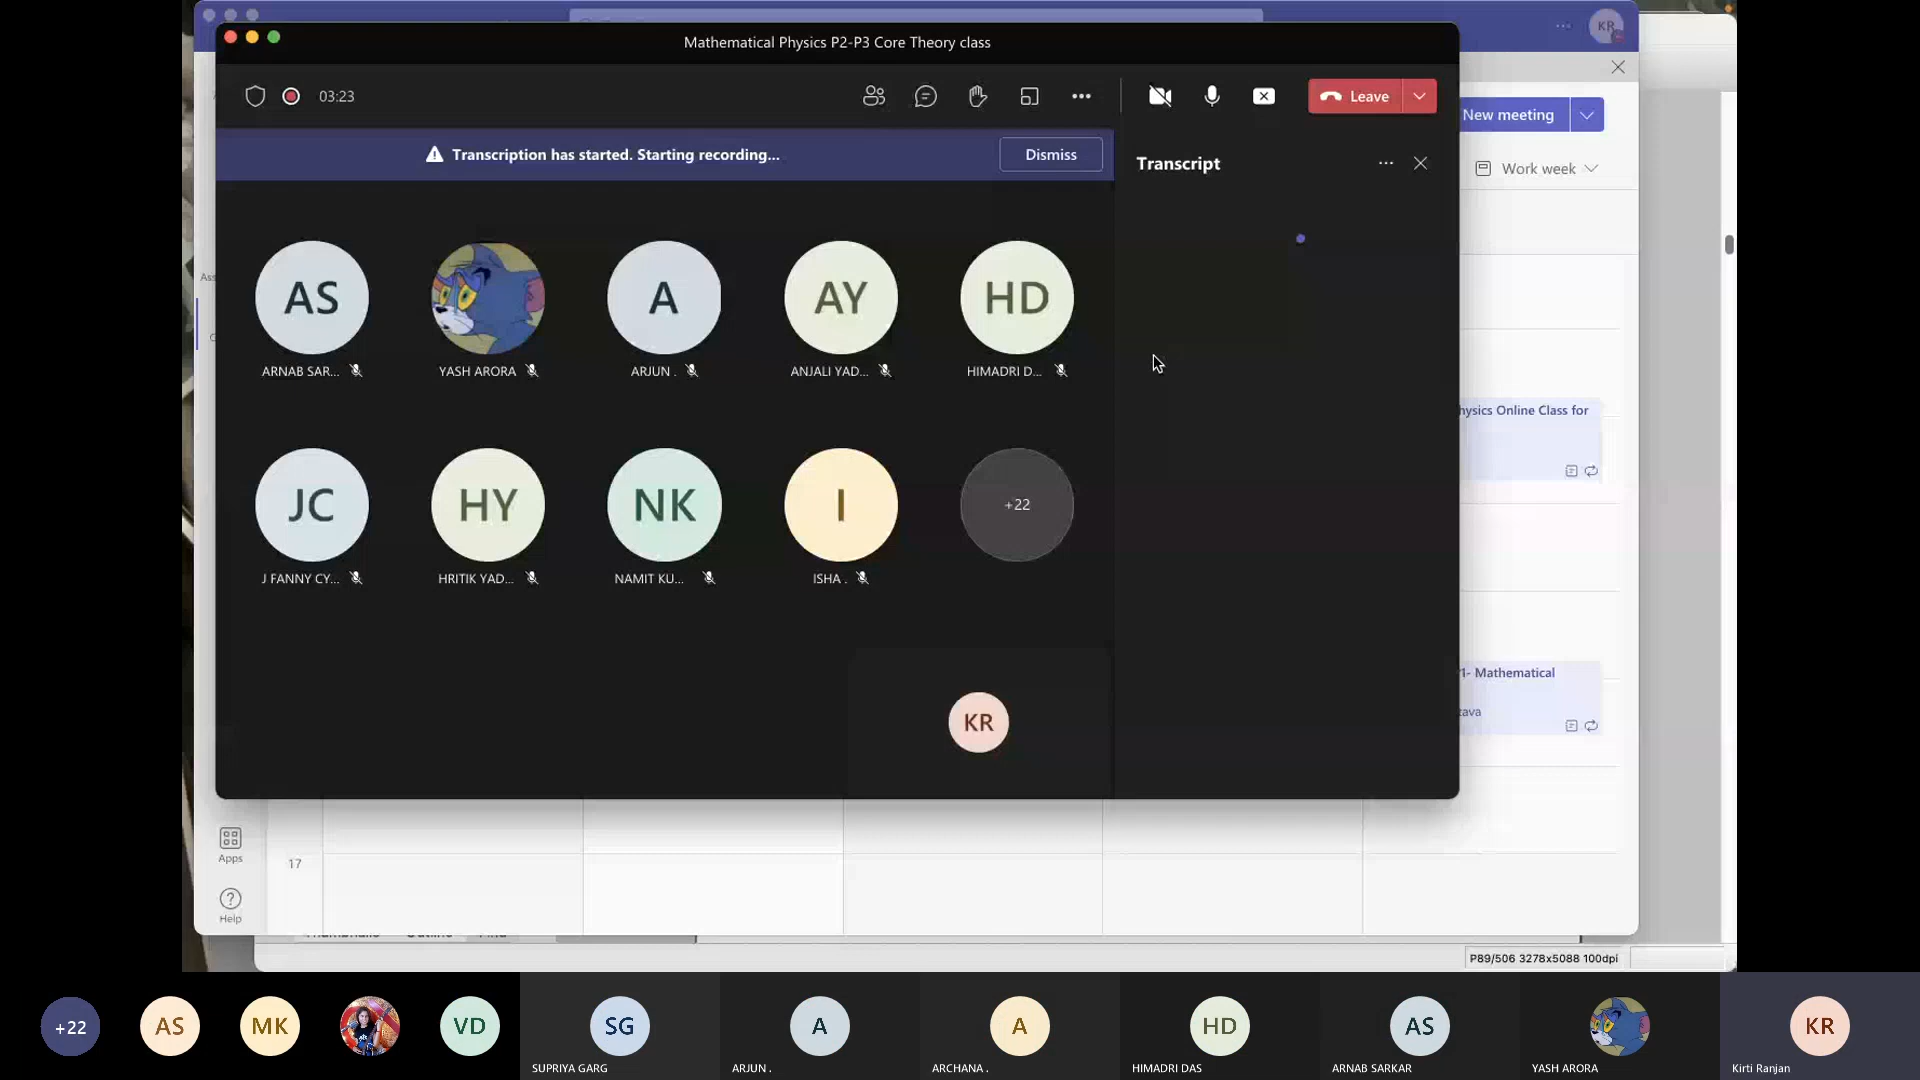 KR
Mathematical Physics P2-P3 Core Theory class
03:23
Leave
New meeting
Transcription has started. Starting recording...
Dismiss
Transcript
Work week
AS
A
AY
HD
ARNAB SAR...
YASH ARORA
ARJUN .
ANJALI YAD...
HIMADRI D...
hysics Online Class for
JC
HY
NK
I
+22
J FANNY CY...
HRITIK YAD...
NAMIT KU...
ISHA .
1- Mathematical
tava
KR
Apps
17
Help
P89/506 3278x5088 100dpi
+22
AS
MK
VD
SG
A
A
HD
AS
KR
SUPRIYA GARG
ARJUN .
ARCHANA .
HIMADRI DAS
ARNAB SARKAR
YASH ARORA
Kirti Ranjan